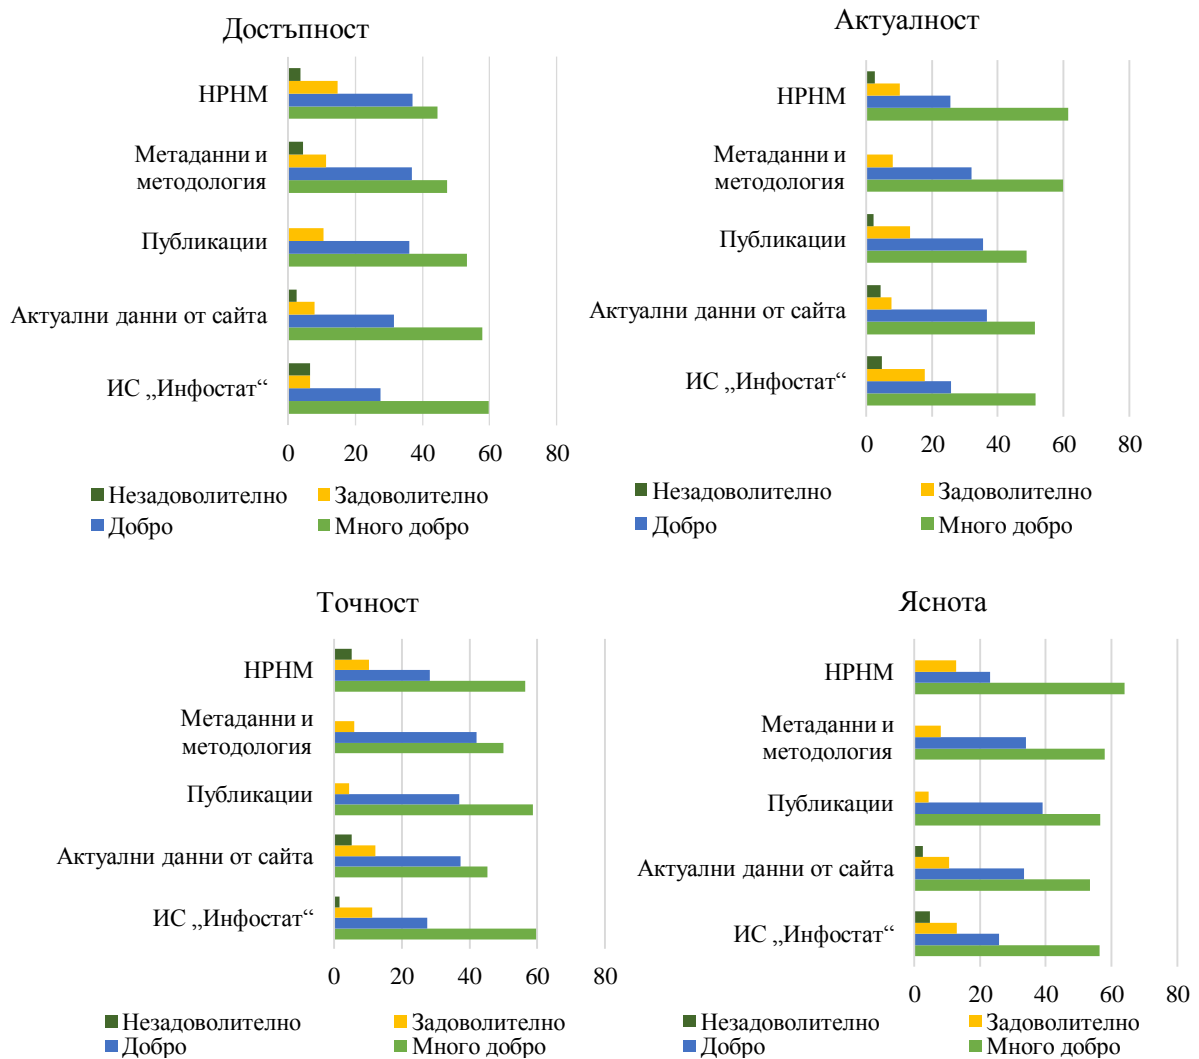 Достъпност
НРНМ
Метаданни и
методология
Публикации
Актуални данни от сайта
ИС „Инфостат“
0 20 40 60 80
Незадоволително Задоволително
Добро Много добро
Актуалност
НРНМ
Метаданни и
методология
Публикации
Актуални данни от сайта
ИС „Инфостат“
0 20 40 60 80
Незадоволително Задоволително
Добро Много добро
Точност
НРНМ
Метаданни и
методология
Публикации
Актуални данни от сайта
ИС „Инфостат“
0 20 40 60 80
Незадоволително Задоволително
Добро Много добро
Яснота
НРНМ
Метаданни и
методология
Публикации
Актуални данни от сайта
ИС „Инфостат“
0 20 40 60 80
Незадоволително Задоволително
Добро Много добро